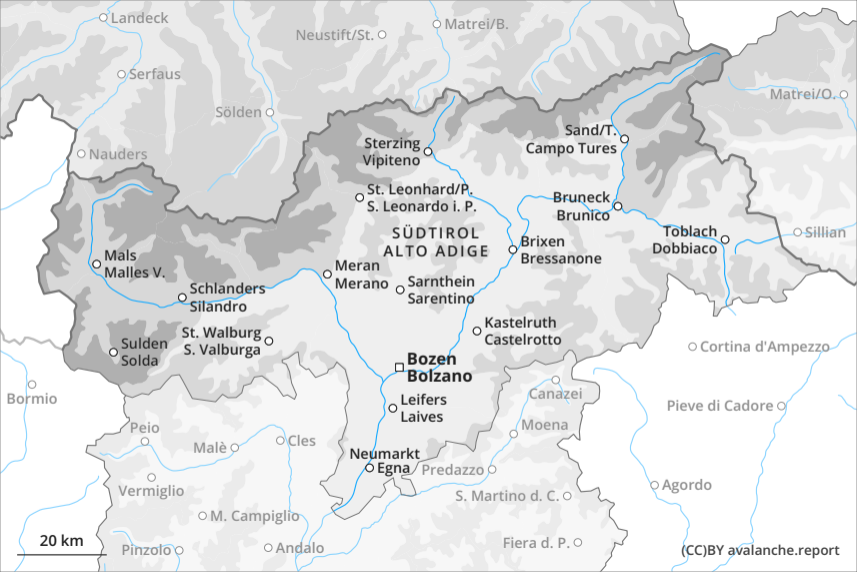 Landeck
Matrei/B.
Neustift/St.
Serfaus
Matrei/O.
Sölden
Sand/T.
Campo Tures
Sterzing
Vipiteno
Nauders
St. Leonhard/P.
S. Leonardo i. P.
Bruneck
Brunico
SÜDTIROL
ALTO ADIGE
Toblach
Dobbiaco
Sillian
Brixen
Bressanone
Mals
Malles V.
Meran
Merano
Sarnthein
Sarentino
Schlanders
Silandro
Kastelruth
Castelrotto
St. Walburg
S. Valburga
Sulden
Solda
Cortina d'Ampezzo
Bozen
Bolzano
Bormio
Canazei
Leifers
Laives
Pieve di Cadore
Peio
Moena
Cles
Malè
Neumarkt
Egna
Predazzo
Vermiglio
Agordo
S. Martino d. C.
M. Campiglio
20 km
Pinzolo
Andalo
Fiera d. P.
(CC)BY avalanche.report